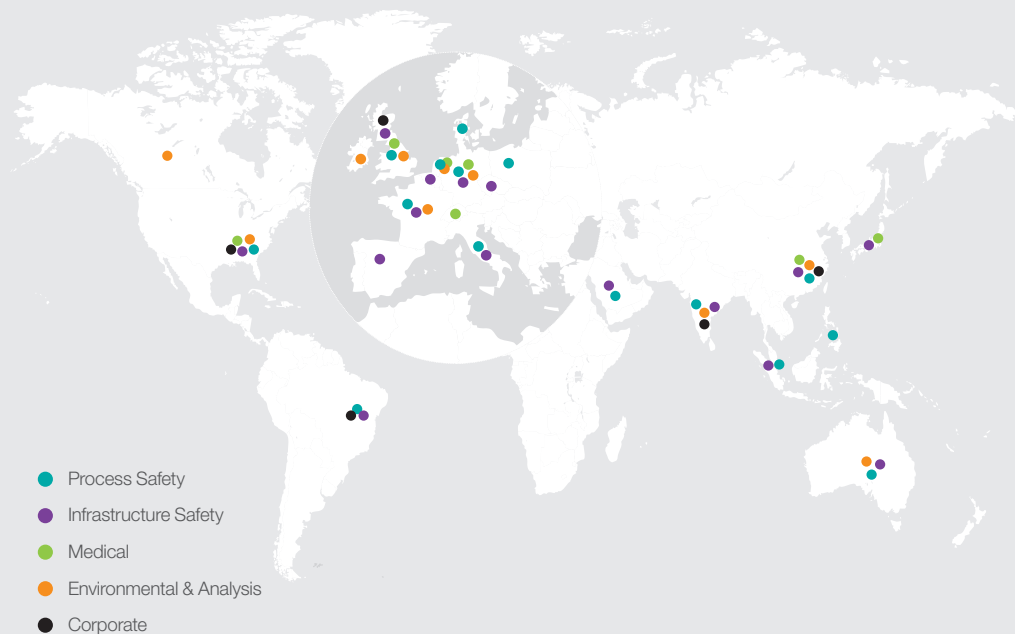 Process Safety
Infrastructure Safety
Medical
Environmental & Analysis
Corporate